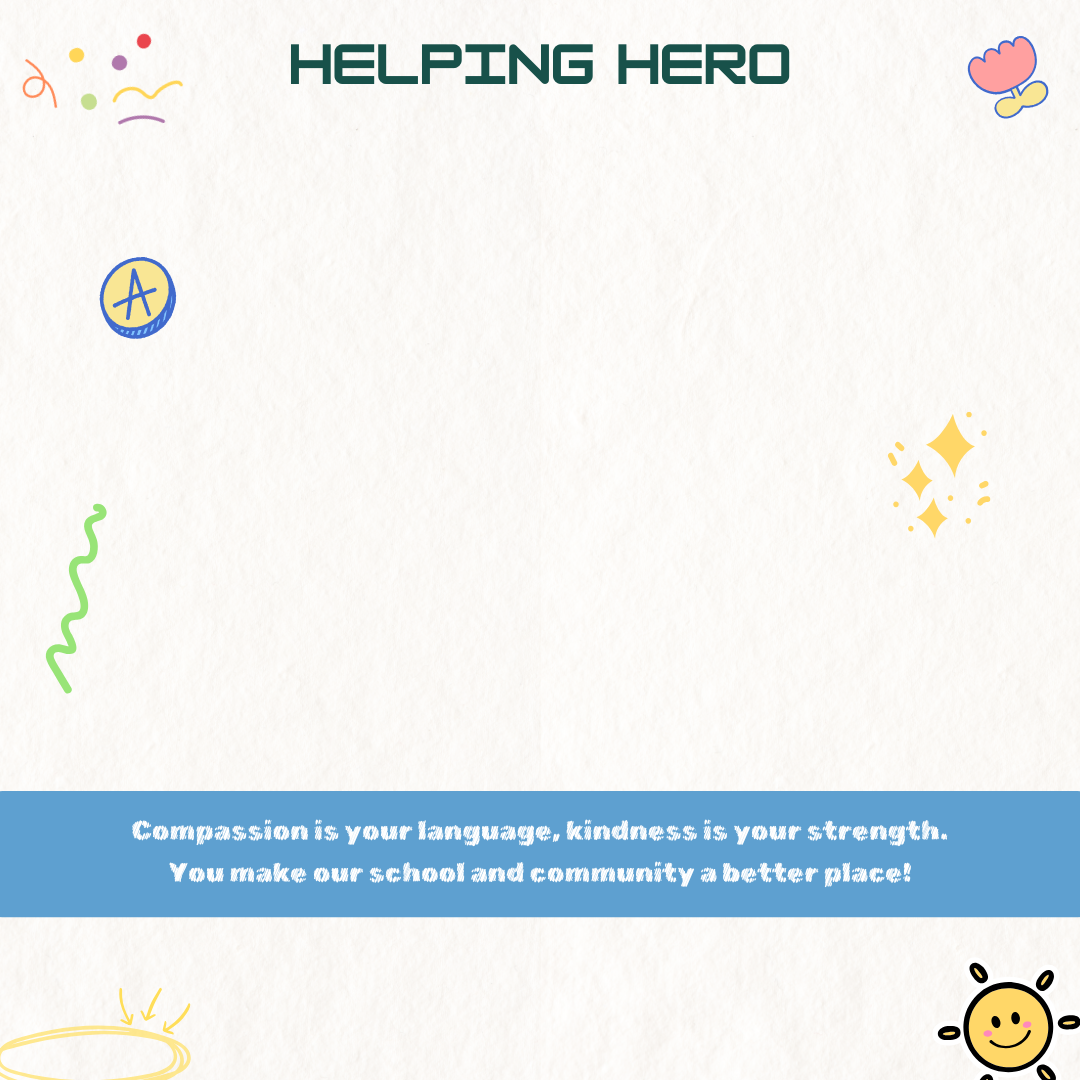 HELPING HERO
A
Compassion is your language, kindness is your strength.
You make our school and community a better place!